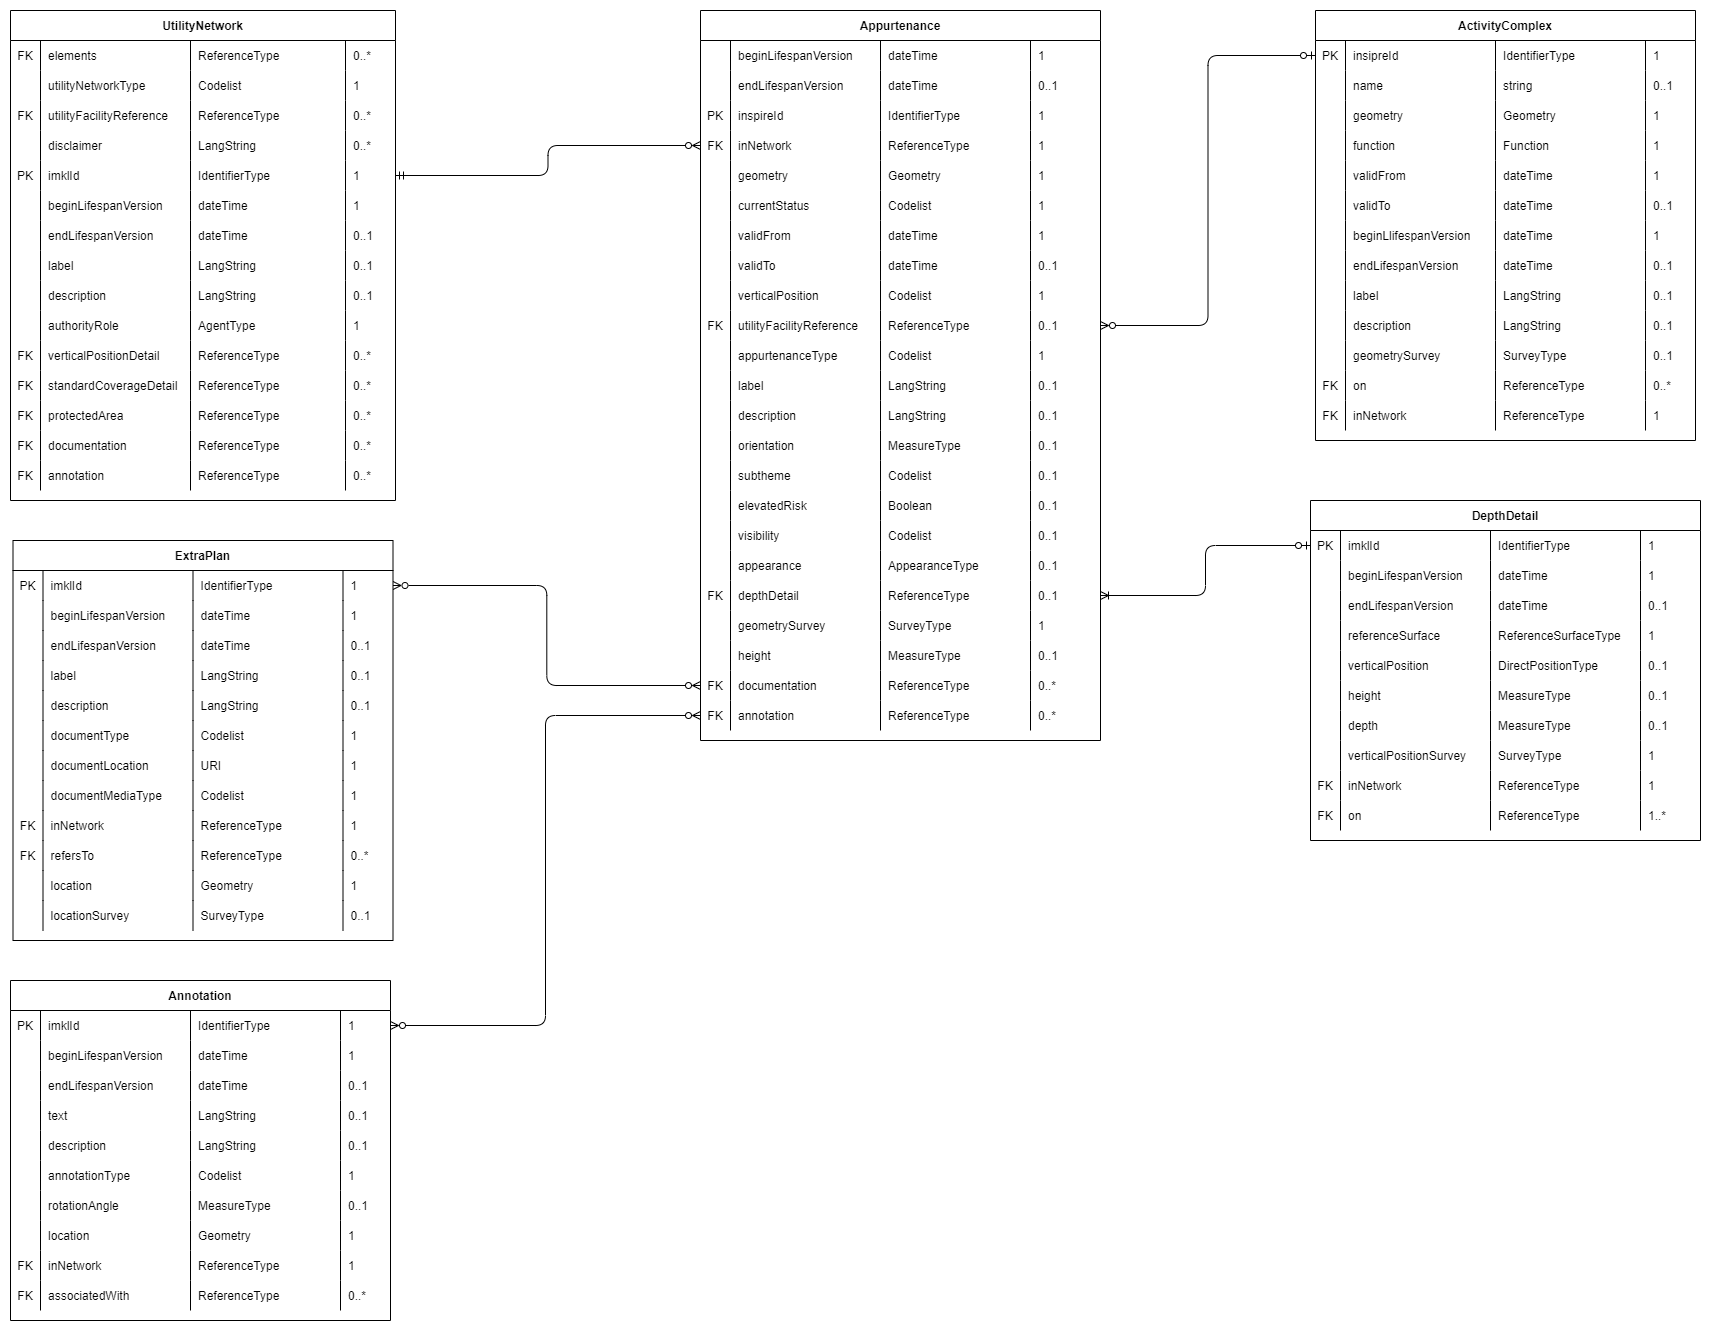 UtilityNetwork
FK elements ReferenceType 0..*
utilityNetworkType Codelist 1
FK utilityFacilityReference ReferenceType 0..*
disclaimer LangString 0..*
PK imklId IdentifierType 1
beginLifespanVersion dateTime 1
endLifespanVersion dateTime 0..1
label LangString 0..1
description LangString 0..1
authorityRole AgentType 1
FK verticalPositionDetail ReferenceType 0..*
FK standardCoverageDetail ReferenceType 0..*
FK protectedArea ReferenceType 0..*
FK documentation ReferenceType 0..*
FK annotation ReferenceType 0..*
ExtraPlan
PK imklId IdentifierType 1
beginLifespanVersion dateTime 1
endLifespanVersion dateTime 0..1
label LangString 0..1
description LangString 0..1
documentType Codelist 1
documentLocation URI 1
documentMediaType Codelist 1
FK inNetwork ReferenceType 1
FK refersTo ReferenceType 0..*
location Geometry 1
locationSurvey SurveyType 0..1
Annotation
PK imklId IdentifierType 1
beginLifespanVersion dateTime 1
endLifespanVersion dateTime 0..1
text LangString 0..1
description LangString 0..1
annotationType Codelist 1
rotationAngle MeasureType 0..1
location Geometry 1
FK inNetwork ReferenceType 1
FK associatedWith ReferenceType 0..*
Appurtenance
beginLifespanVersion dateTime 1
endLifespanVersion dateTime 0..1
PK inspireId IdentifierType 1
FK inNetwork ReferenceType 1
geometry Geometry 1
currentStatus Codelist 1
validFrom dateTime 1
validTo dateTime 0..1
verticalPosition Codelist 1
FK utilityFacilityReference ReferenceType 0..1
appurtenanceType Codelist 1
label LangString 0..1
description LangString 0..1
orientation MeasureType 0..1
subtheme Codelist 0..1
elevatedRisk Boolean 0..1
visibility Codelist 0..1
appearance AppearanceType 0..1
FK depthDetail ReferenceType 0..1
geometrySurvey SurveyType 1
height MeasureType 0..1
FK documentation ReferenceType 0..*
FK annotation ReferenceType 0..*
ActivityComplex
PK insipreId IdentifierType 1
name string 0..1
geometry Geometry 1
function Function 1
validFrom dateTime 1
validTo dateTime 0..1
beginLlifespanVersion dateTime 1
endLifespanVersion dateTime 0..1
label LangString 0..1
description LangString 0..1
geometrySurvey SurveyType 0..1
FK on ReferenceType 0..*
FK inNetwork ReferenceType 1
DepthDetail
PK imklId IdentifierType 1
beginLifespanVersion dateTime 1
endLifespanVersion dateTime 0..1
referenceSurface ReferenceSurfaceType 1
verticalPosition DirectPositionType 0..1
height MeasureType 0..1
depth MeasureType 0..1
verticalPositionSurvey SurveyType 1
FK inNetwork ReferenceType 1
FK on ReferenceType 1..*